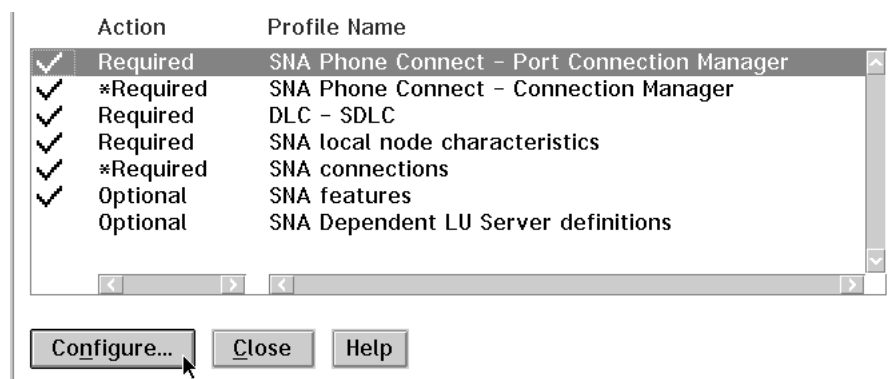 Action Profile Name
Required SNA Phone Connect - Port Connection Manager
*Required SNA Phone Connect - Connection Manager
Required DLC - SDLC
Required SNA local node characteristics
*Required SNA connections
Optional SNA features
Optional SNA Dependent LU Server definitions
Configure... Close Help